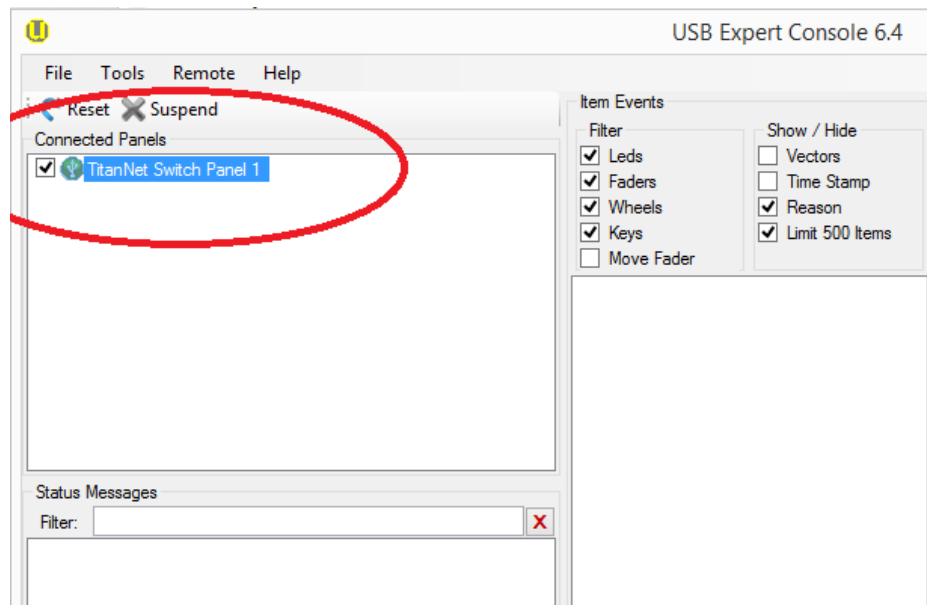 USB Expert Console 6.4
File Tools Remote Help
Reset Suspend
Connected Panels
TitanNet Switch Panel 1
Item Events
Filter
Leds
Faders
Wheels
Keys
Move Fader
Show / Hide
Vectors
Time Stamp
Reason
Limit 500 Items
Status Messages
Filter:
X